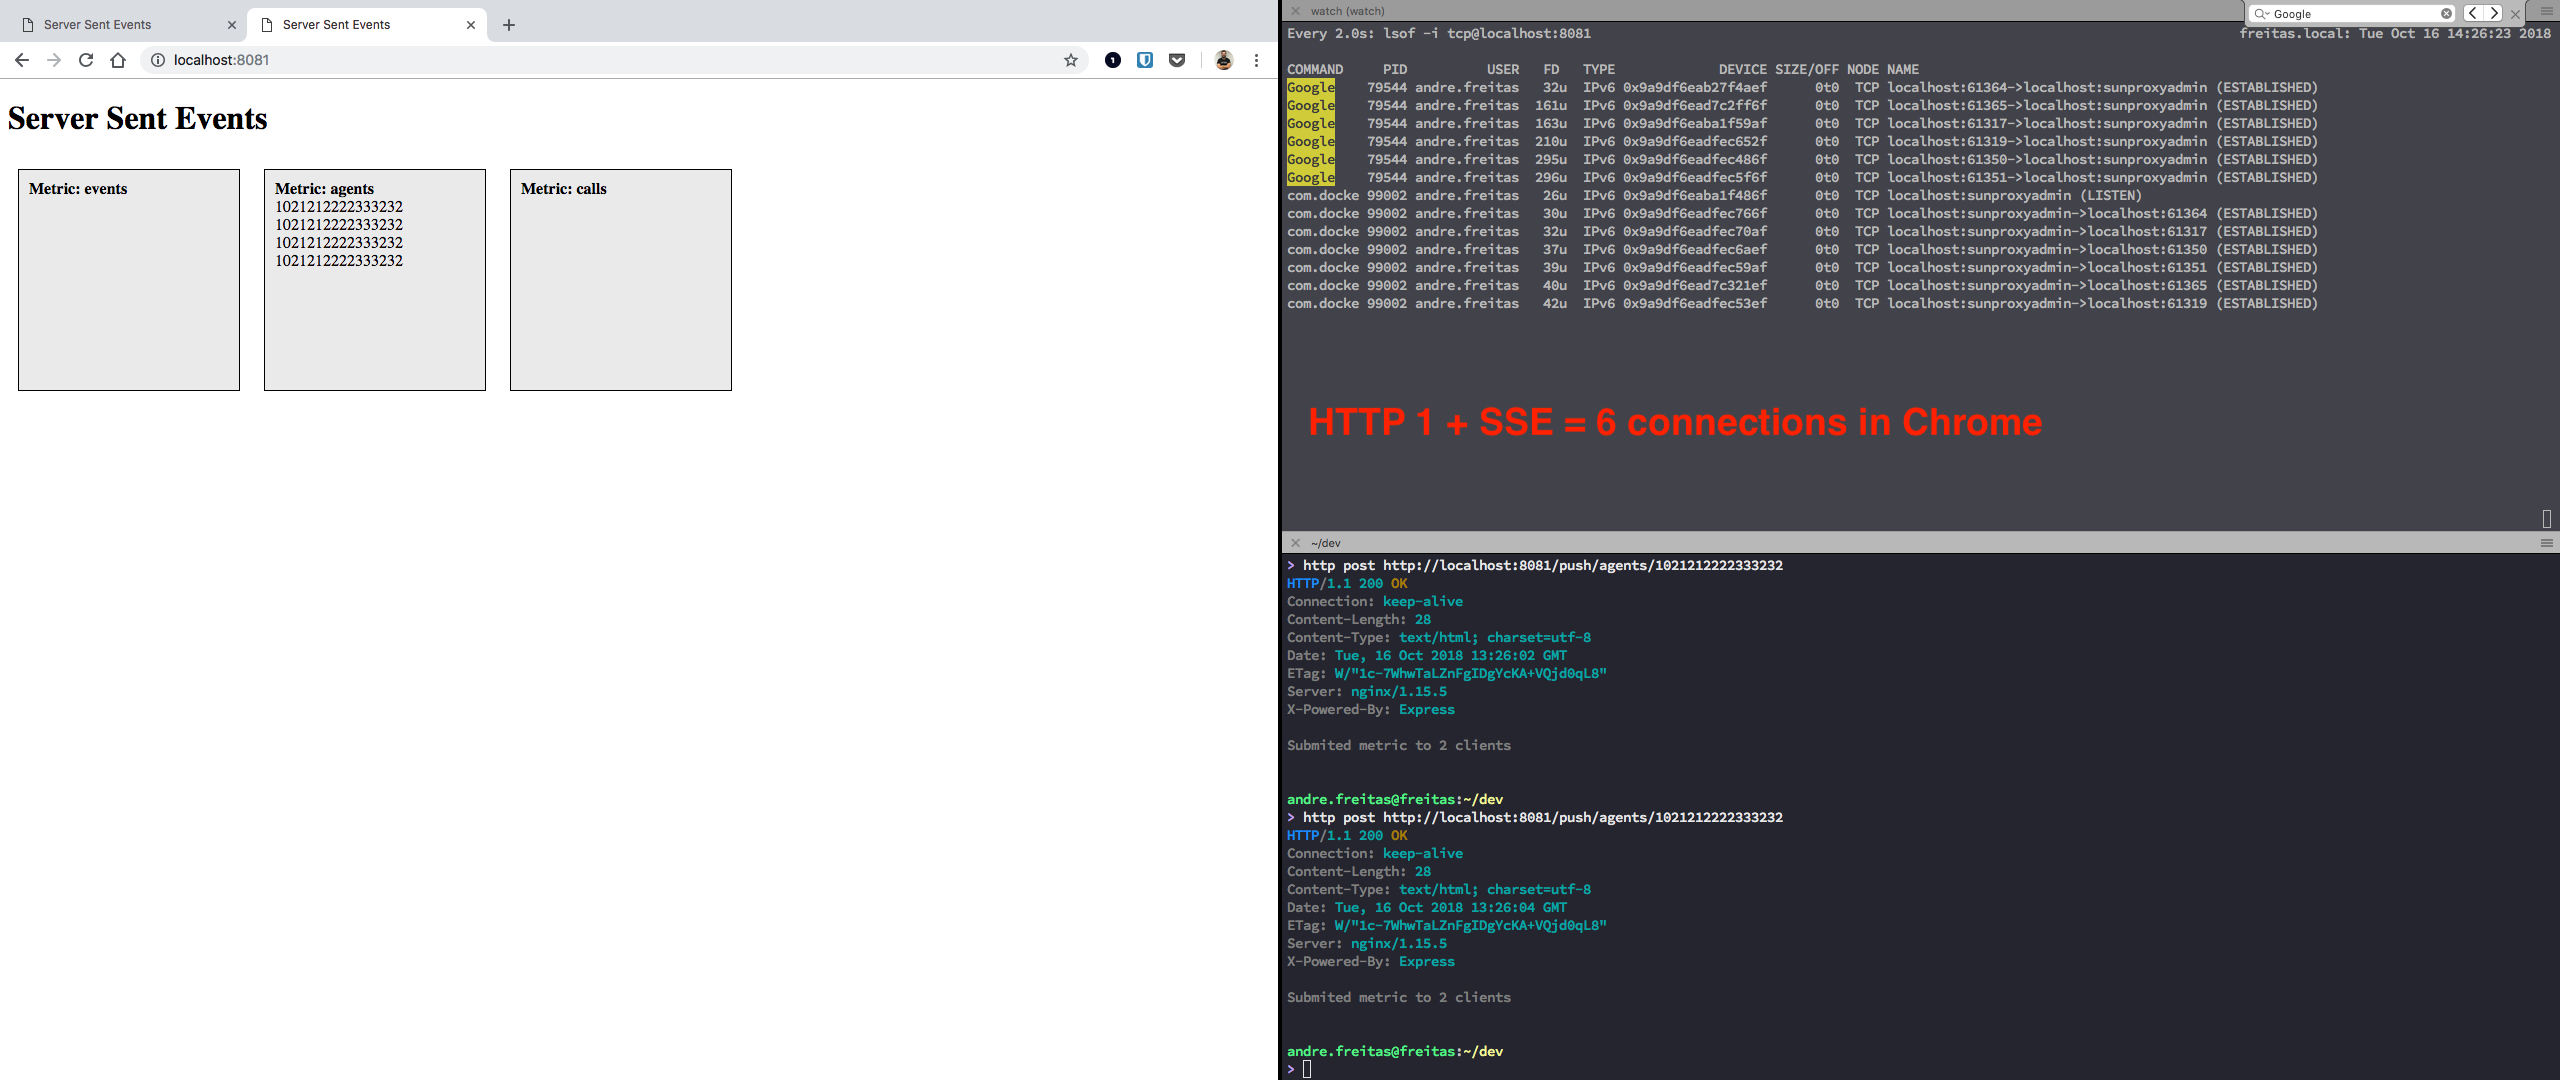 Server Sent Events
Server Sent Events
localhost:8081
Server Sent Events
Metric: events
Metric: agents
1021212222333232
1021212222333232
1021212222333232
1021212222333232
Metric: calls
watch (watch)
Google
Every 2.0s: lsof -i tcp@localhost:8081 freitas.local: Tue Oct 16 14:26:23 2018
COMMAND PID USER FD TYPE DEVICE SIZE/OFF NODE NAME
Google 79544 andre.freitas 32u IPv6 0x9a9df6eab27f4aef 0t0 TCP localhost:61364->localhost:sunproxyadmin (ESTABLISHED)
Google 79544 andre.freitas 161u IPv6 0x9a9df6ead7c2ff6f 0t0 TCP localhost:61365->localhost:sunproxyadmin (ESTABLISHED)
Google 79544 andre.freitas 163u IPv6 0x9a9df6eaba1f59af 0t0 TCP localhost:61317->localhost:sunproxyadmin (ESTABLISHED)
Google 79544 andre.freitas 210u IPv6 0x9a9df6eadfec652f 0t0 TCP localhost:61319->localhost:sunproxyadmin (ESTABLISHED)
Google 79544 andre.freitas 295u IPv6 0x9a9df6eadfec486f 0t0 TCP localhost:61350->localhost:sunproxyadmin (ESTABLISHED)
Google 79544 andre.freitas 296u IPv6 0x9a9df6eadfec5f6f 0t0 TCP localhost:61351->localhost:sunproxyadmin (ESTABLISHED)
com.docke 99002 andre.freitas 26u IPv6 0x9a9df6eaba1f486f 0t0 TCP localhost:sunproxyadmin (LISTEN)
com.docke 99002 andre.freitas 30u IPv6 0x9a9df6eadfec766f 0t0 TCP localhost:sunproxyadmin->localhost:61364 (ESTABLISHED)
com.docke 99002 andre.freitas 32u IPv6 0x9a9df6eadfec70af 0t0 TCP localhost:sunproxyadmin->localhost:61317 (ESTABLISHED)
com.docke 99002 andre.freitas 37u IPv6 0x9a9df6eadfec6aef 0t0 TCP localhost:sunproxyadmin->localhost:61350 (ESTABLISHED)
com.docke 99002 andre.freitas 39u IPv6 0x9a9df6eadfec59af 0t0 TCP localhost:sunproxyadmin->localhost:61351 (ESTABLISHED)
com.docke 99002 andre.freitas 40u IPv6 0x9a9df6ead7c321ef 0t0 TCP localhost:sunproxyadmin->localhost:61365 (ESTABLISHED)
com.docke 99002 andre.freitas 42u IPv6 0x9a9df6eadfec53ef 0t0 TCP localhost:sunproxyadmin->localhost:61319 (ESTABLISHED)
HTTP 1 + SSE = 6 connections in Chrome
~/dev
> http post http://localhost:8081/push/agents/1021212222333232
HTTP/1.1 200 OK
Connection: keep-alive
Content-Length: 28
Content-Type: text/html; charset=utf-8
Date: Tue, 16 Oct 2018 13:26:02 GMT
ETag: W/"1c-7WhwTaLZnFgIDgYcKA+VQjd0qL8"
Server: nginx/1.15.5
X-Powered-By: Express
Submited metric to 2 clients
andre.freitas@freitas:~/dev
> http post http://localhost:8081/push/agents/1021212222333232
HTTP/1.1 200 OK
Connection: keep-alive
Content-Length: 28
Content-Type: text/html; charset=utf-8
Date: Tue, 16 Oct 2018 13:26:04 GMT
ETag: W/"1c-7WhwTaLZnFgIDgYcKA+VQjd0qL8"
Server: nginx/1.15.5
X-Powered-By: Express
Submited metric to 2 clients
andre.freitas@freitas:~/dev
>